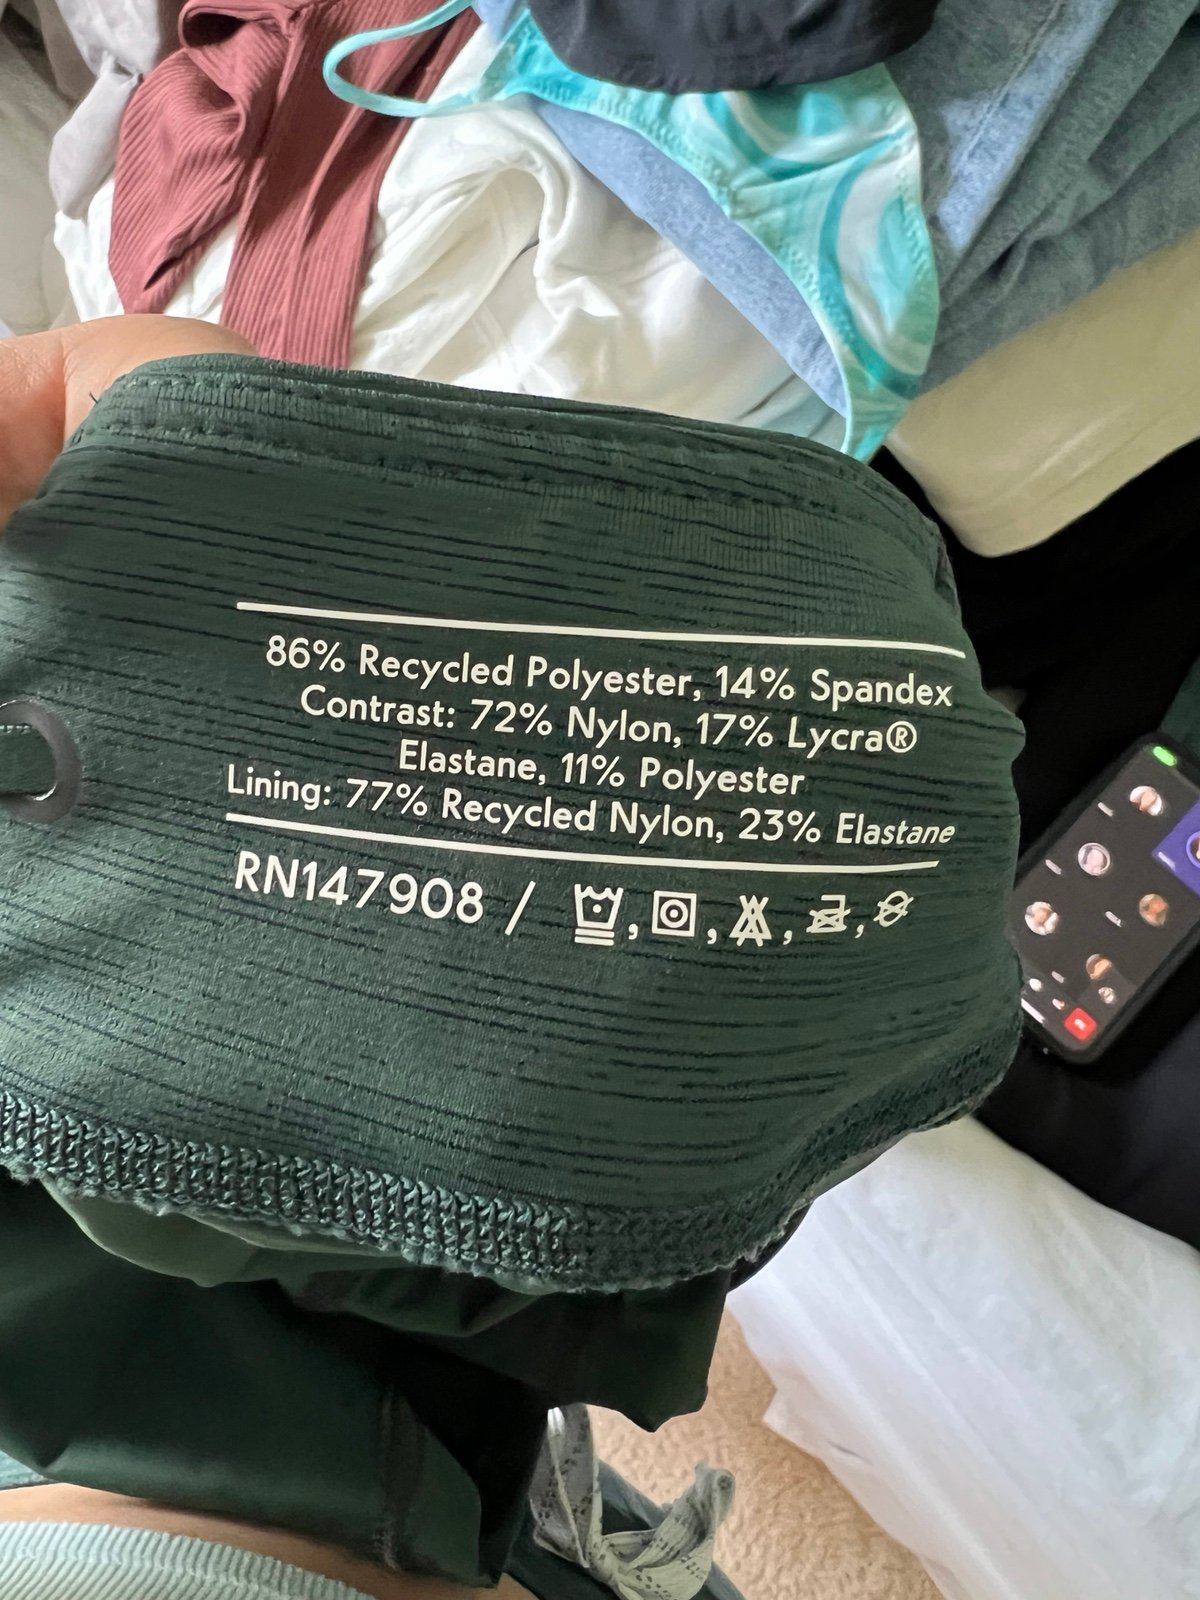 86% Recycled Polyester, 14% Spandex
Contrast: 72% Nylon, 17% Lycra®
Elastane, 11% Polyester
Lining: 77% Recycled Nylon, 23% Elastane
RN147908 /